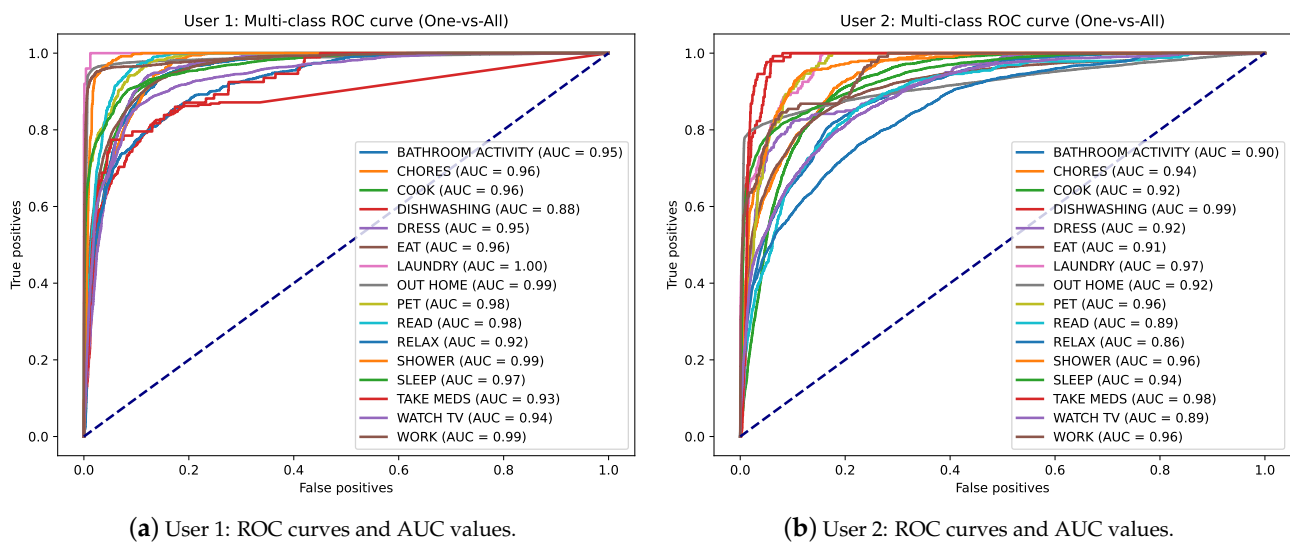 User 1: Multi-class ROC curve (One-vs-All)
1.0
0.8
0.6
0.4
0.2
0.0
True positives
BATHROOM ACTIVITY (AUC = 0.95)
CHORES (AUC = 0.96)
COOK (AUC = 0.96)
DISHWASHING (AUC = 0.88)
DRESS (AUC = 0.95)
EAT (AUC = 0.96)
LAUNDRY (AUC = 1.00)
OUT HOME (AUC = 0.99)
PET (AUC = 0.98)
READ (AUC = 0.98)
RELAX (AUC = 0.92)
SHOWER (AUC = 0.99)
SLEEP (AUC = 0.97)
TAKE MEDS (AUC = 0.93)
WATCH TV (AUC = 0.94)
WORK (AUC = 0.99)
0.0 0.2 0.4 0.6 0.8 1.0
False positives
(a) User 1: ROC curves and AUC values.
User 2: Multi-class ROC curve (One-vs-All)
1.0
0.8
0.6
0.4
0.2
0.0
True positives
BATHROOM ACTIVITY (AUC = 0.90)
CHORES (AUC = 0.94)
COOK (AUC = 0.92)
DISHWASHING (AUC = 0.99)
DRESS (AUC = 0.92)
EAT (AUC = 0.91)
LAUNDRY (AUC = 0.97)
OUT HOME (AUC = 0.92)
PET (AUC = 0.96)
READ (AUC = 0.89)
RELAX (AUC = 0.86)
SHOWER (AUC = 0.96)
SLEEP (AUC = 0.94)
TAKE MEDS (AUC = 0.98)
WATCH TV (AUC = 0.89)
WORK (AUC = 0.96)
0.0 0.2 0.4 0.6 0.8 1.0
False positives
(b) User 2: ROC curves and AUC values.